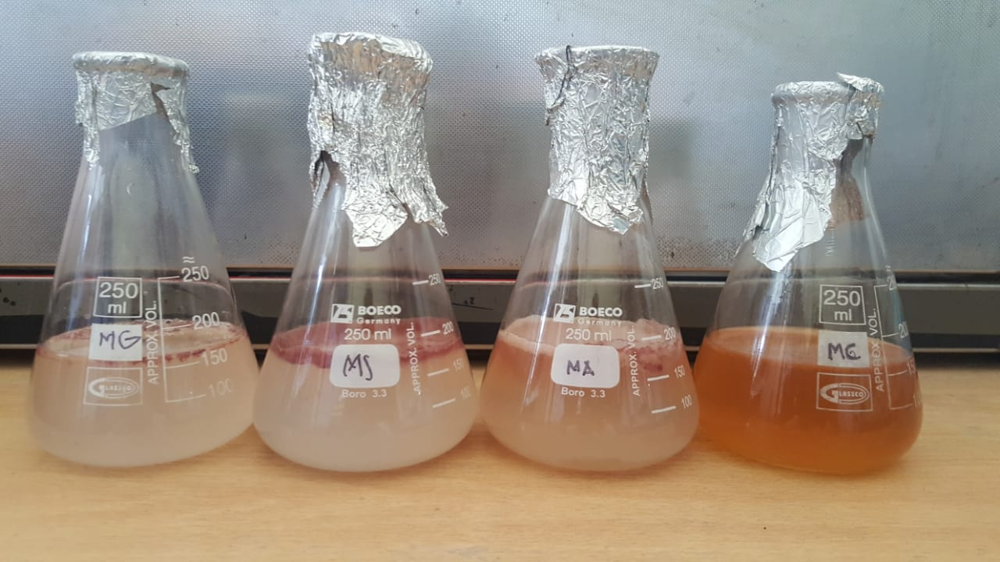 250
ml
MG
APPROX VOL.
250
200
150
100
GLASSCO
BOECO
Germany
250 ml
MS
Boro 3.3
APPROX. VOL.
250
200
150
100
BOECO
Germany
250 ml
MA
Boro 3.3
APPROX. VOL.
250
200
150
100
250
ml
APPROX VOL.
200
GLASSCO